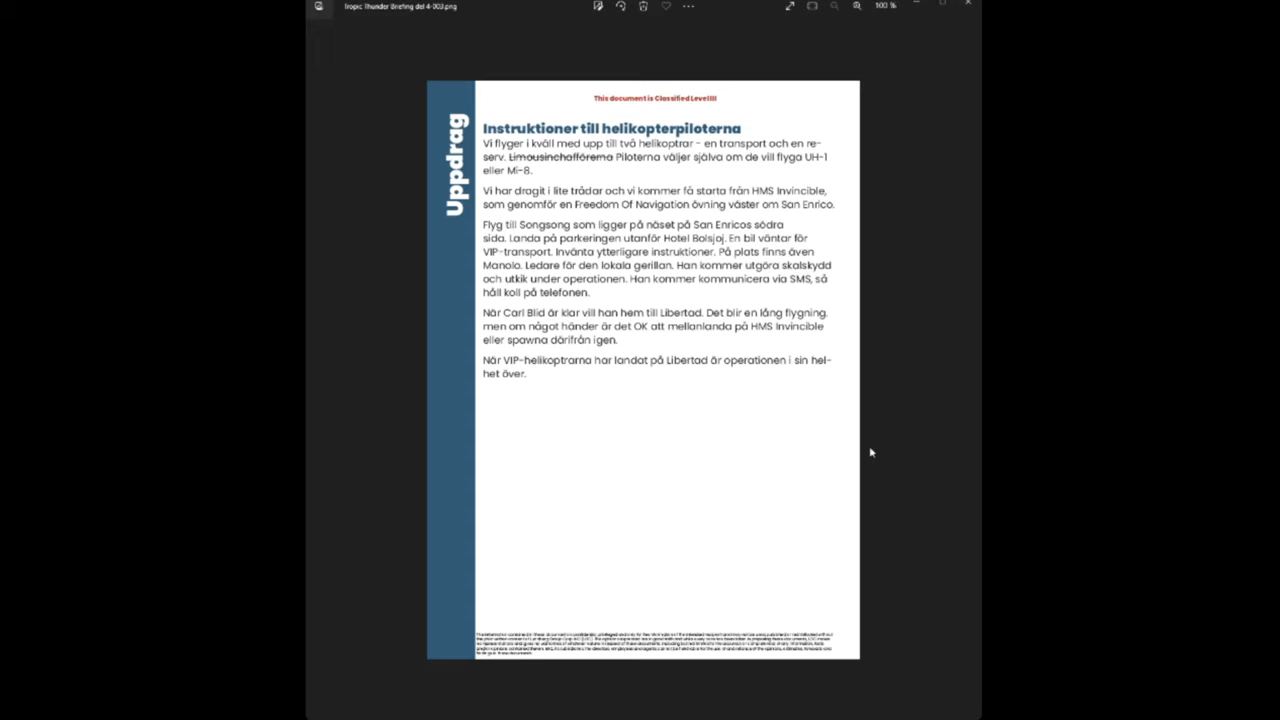 Tropic Thunder Briefing del 4-003.png
100 %
This document is Classified Level III
Uppdrag
Instruktioner till helikopterpiloterna
Vi flyger i kväll med upp till två helikoptrar - en transport och en re-
serv. Limousinchafförerna Piloterna väljer själva om de vill flyga UH-1
eller Mi-8.
Vi har dragit i lite trådar och vi kommer få starta från HMS Invincible,
som genomför en Freedom Of Navigation övning väster om San Enrico.
Flyg till Songsong som ligger på näset på San Enricos södra
sida. Landa på parkeringen utanför Hotel Bolsjoj. En bil väntar för
VIP-transport. Invänta ytterligare instruktioner. På plats finns även
Manolo. Ledare för den lokala gerillan. Han kommer utgöra skalskydd
och utkik under operationen. Han kommer kommunicera via SMS, så
håll koll på telefonen.
När Carl Blid är klar vill han hem till Libertad. Det blir en lång flygning.
men om något händer är det OK att mellanlanda på HMS Invincible
eller spawna därifrån igen.
När VIP-helikoptrarna har landat på Libertad är operationen i sin hel-
het över.